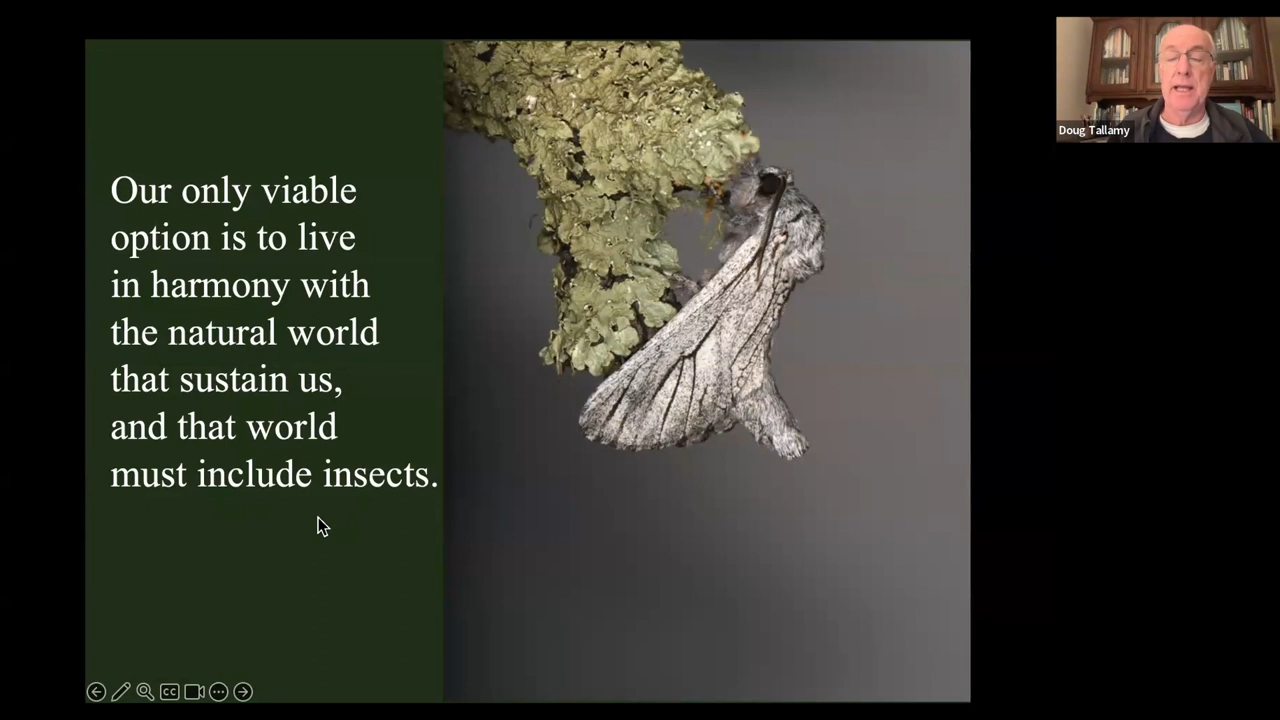 Our only viable
option is to live
in harmony with
the natural world
that sustain us,
and that world
must include insects.
Doug Tallamy
CC